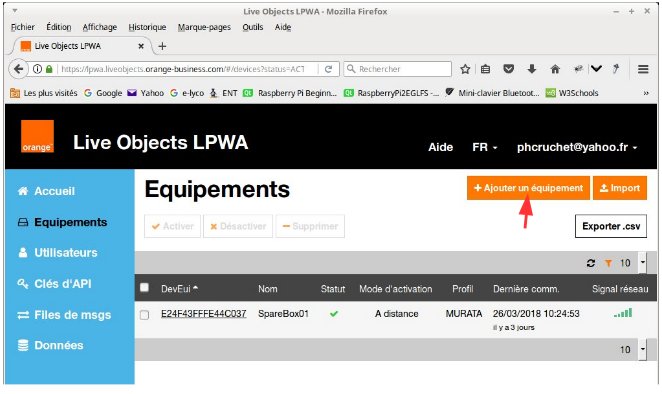 Live Objects LPWA - Mozilla Firefox
Fichier Édition Affichage Historique Marque-pages Outils Aide
Live Objects LPWA
https://lpwa.liveobjects.orange-business.com/#/devices?status=ACT
Rechercher
Les plus visités Google Yahoo e-lyco ENT Raspberry Pi Beginn... RaspberryPi2EGLFS -... Mini-clavier Bluetoot... W3Schools
orange
Live Objects LPWA
Aide FR phcruchet@yahoo.fr
Accueil
Equipements
Utilisateurs
Clés d'API
Files de msgs
Données
Equipements
+ Ajouter un équipement
Import
Activer
Désactiver
Supprimer
Exporter .csv
10
DevEui Nom Statut Mode d'activation Profil Dernière comm. Signal réseau
E24F43FFFE44C037 SpareBox01 A distance MURATA 26/03/2018 10:24:53
il y a 3 jours
10